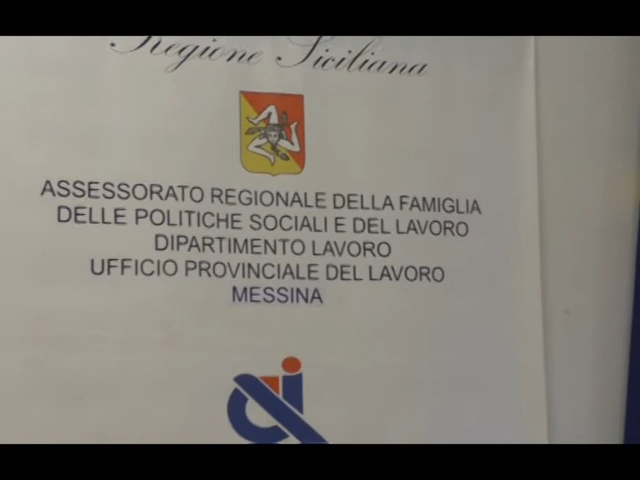 Regione Siciliana
ASSESSORATO REGIONALE DELLA FAMIGLIA
DELLE POLITICHE SOCIALI E DEL LAVORO
DIPARTIMENTO LAVORO
UFFICIO PROVINCIALE DEL LAVORO
MESSINA